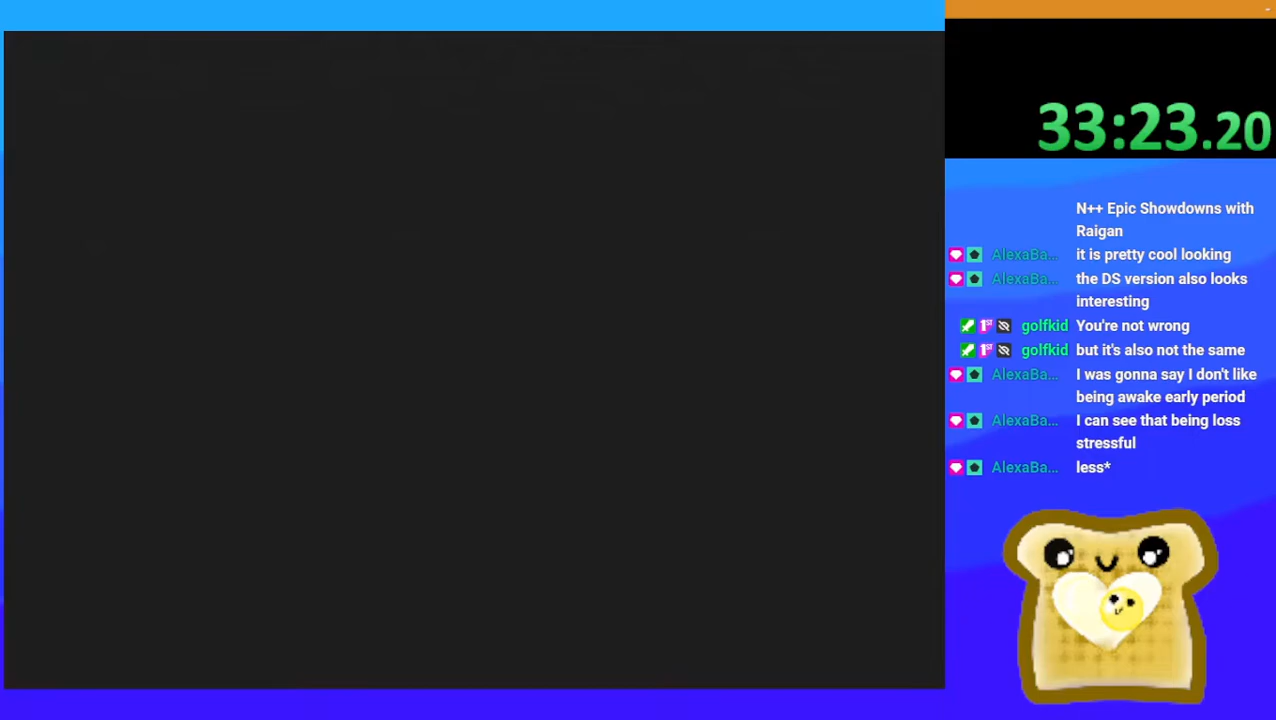 33:23.20
N++ Epic Showdowns with
Raigan
AlexaBa... it is pretty cool looking
AlexaBa... the DS version also looks
interesting
golfkid You're not wrong
golfkid but it's also not the same
AlexaBa... I was gonna say I don't like
being awake early period
AlexaBa... I can see that being loss
stressful
AlexaBa... less*